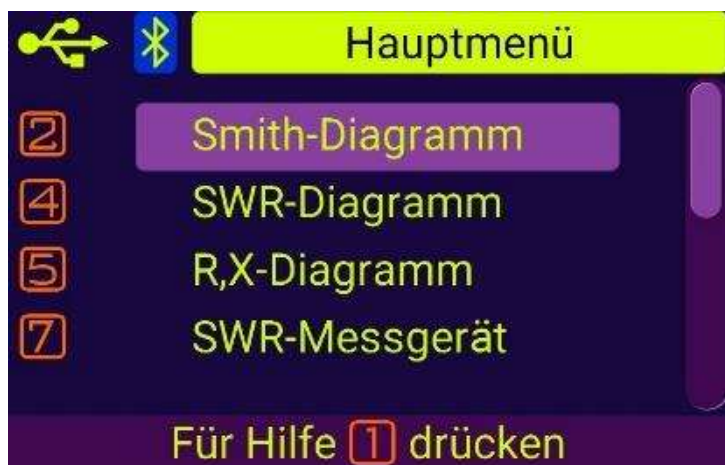 Hauptmenü
2 Smith-Diagramm
4 SWR-Diagramm
5 R,X-Diagramm
7 SWR-Messgerät
Für Hilfe 1 drücken